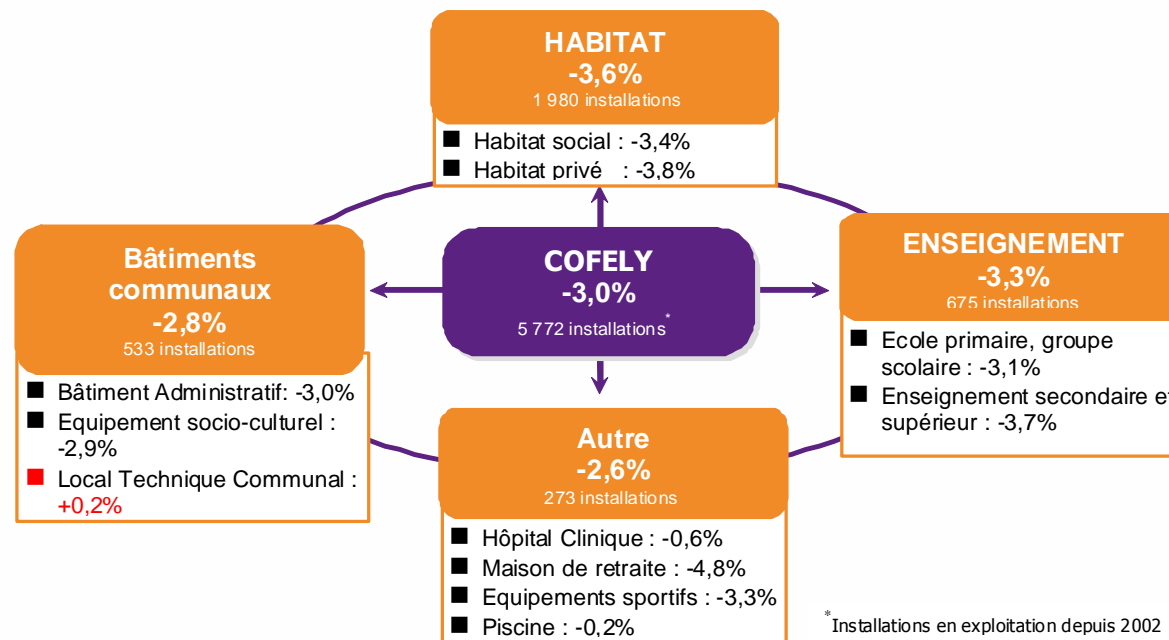 HABITAT
-3,6%
1 980 installations
■ Habitat social : -3,4%
■ Habitat privé : -3,8%
Bâtiments
communaux
-2,8%
533 installations
■ Bâtiment Administratif: -3,0%
■ Equipement socio-culturel :
-2,9%
■ Local Technique Communal :
+0,2%
COFELY
-3,0%
5 772 installations*
ENSEIGNEMENT
-3,3%
675 installations
■ Ecole primaire, groupe
scolaire : -3,1%
■ Enseignement secondaire et
supérieur : -3,7%
Autre
-2,6%
273 installations
■ Hôpital Clinique : -0,6%
■ Maison de retraite : -4,8%
■ Equipements sportifs : -3,3%
■ Piscine : -0,2%
*Installations en exploitation depuis 2002